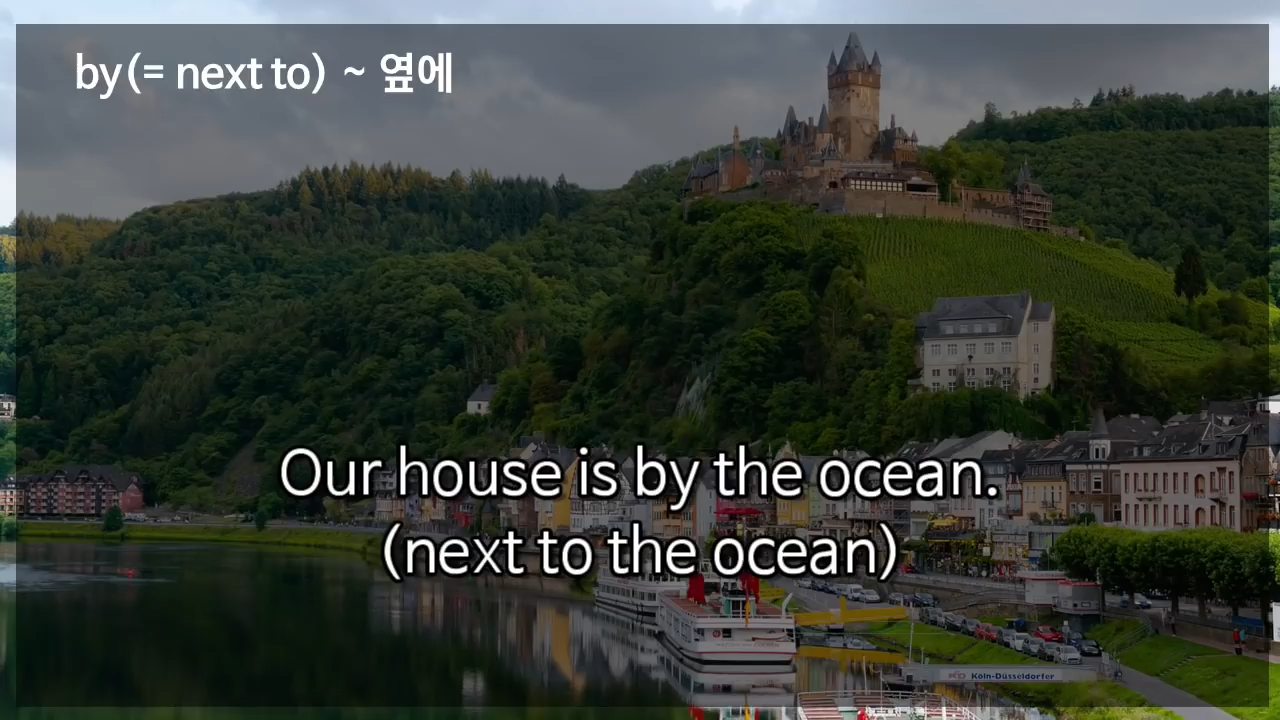 by(= next to) ~ 옆에
Our house is by the ocean.
(next to the ocean)
Köln-Düsseldorfer